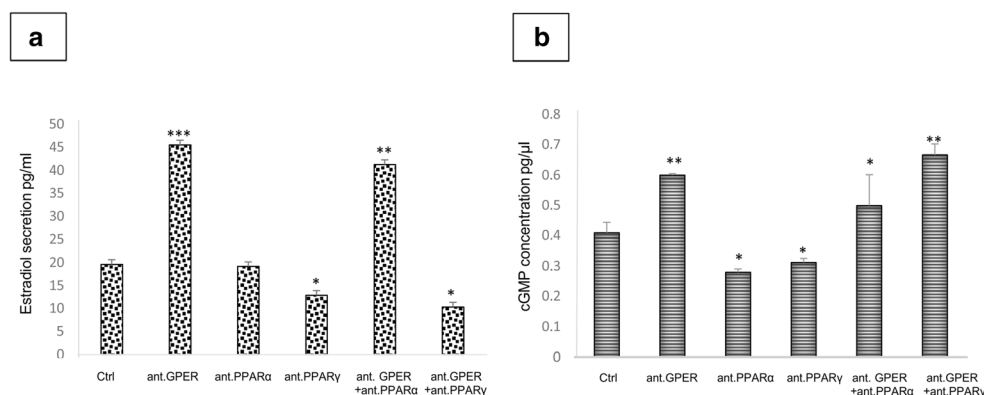 a
Estradiol secretion pg/ml
50
45
40
35
30
25
20
15
10
5
0
***
*
**
*
Ctrl
ant.GPER
ant.PPARα
ant.PPARγ
ant. GPER
+ant.PPARα
ant.GPER
+ant.PPARγ
b
cGMP concentration pg/µl
0.8
0.7
0.6
0.5
0.4
0.3
0.2
0.1
0
**
*
*
*
**
Ctrl
ant.GPER
ant.PPARα
ant.PPARγ
ant. GPER
+ant.PPARα
ant.GPER
+ant.PPARγ